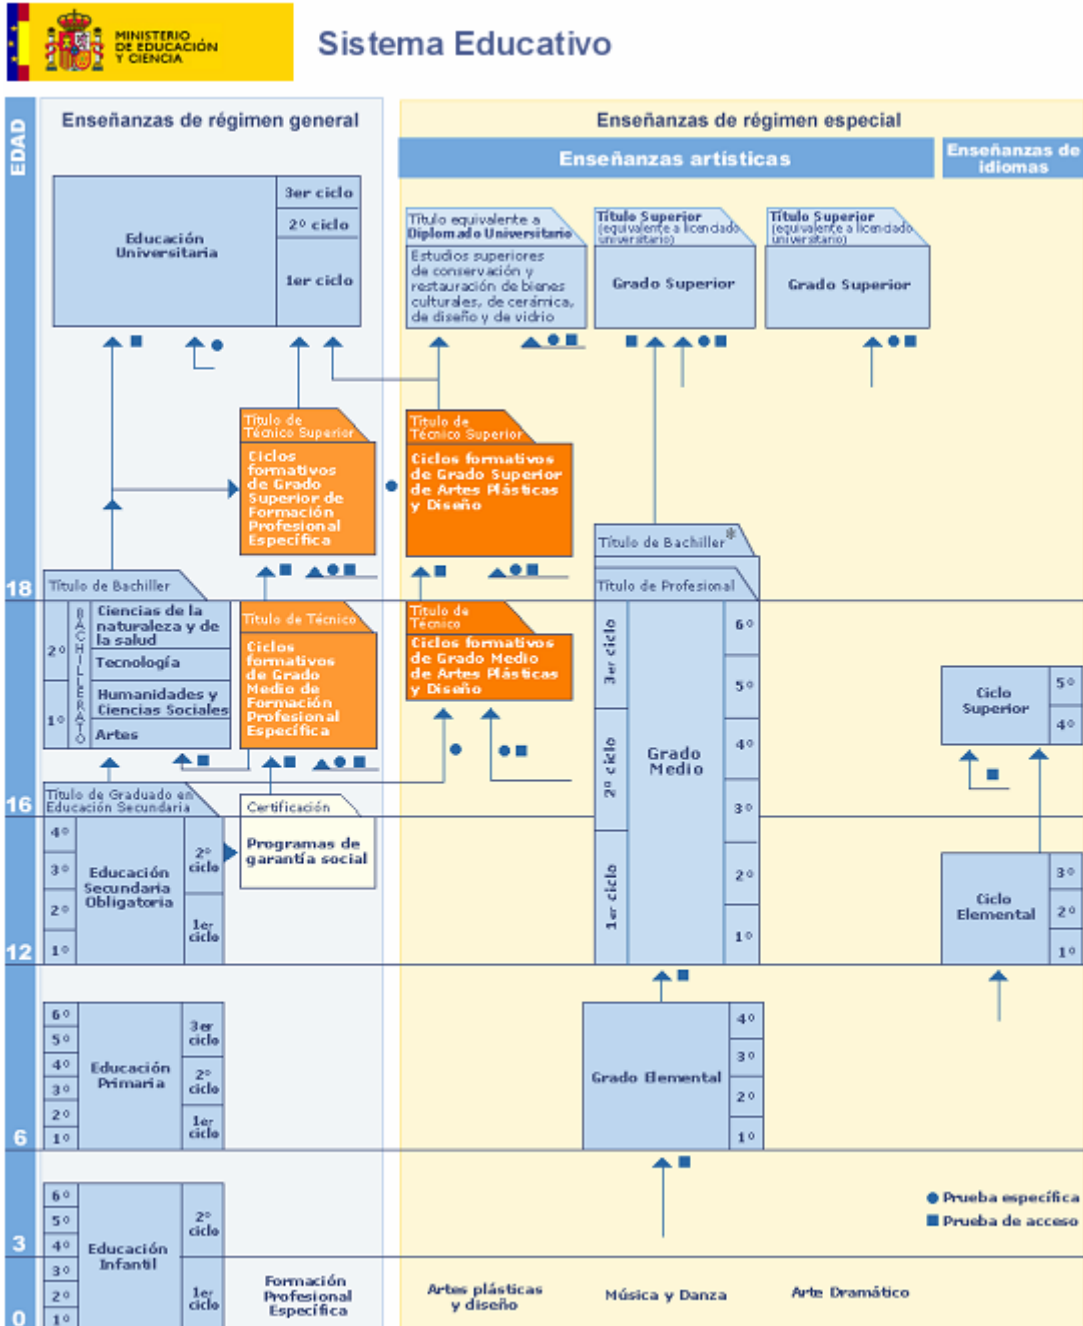 MINISTERIO
DE EDUCACIÓN
Y CIENCIA
Sistema Educativo
EDAD
Enseñanzas de régimen general
Enseñanzas de régimen especial
Enseñanzas artísticas
Enseñanzas de
idiomas
Educación
Universitaria
3er ciclo
2º ciclo
1er ciclo
Título equivalente a
Diplomado Universitario
Estudios superiores
de conservación y
restauración de bienes
culturales, de cerámica,
de diseño y de vidrio
Título Superior
(equivalente a licenciado
universitario)
Grado Superior
Título Superior
(equivalente a licenciado
universitario)
Grado Superior
Título de
Técnico Superior
Ciclos
formativos
de Grado
Superior de
Formación
Profesional
Específica
Título de
Técnico Superior
Ciclos formativos
de Grado Superior
de Artes Plásticas
y Diseño
Título de Bachiller*
Título de Profesional
18
Título de Bachiller
2º
1º
BACHILLERATO
Ciencias de la
naturaleza y de
la salud
Tecnología
Humanidades y
Ciencias Sociales
Artes
Título de Técnico
Ciclos
formativos
de Grado
Medio de
Formación
Profesional
Específica
Título de
Técnico
Ciclos formativos
de Grado Medio
de Artes Plásticas
y Diseño
3er ciclo
2º ciclo
1er ciclo
Grado
Medio
6º
5º
4º
3º
2º
1º
Ciclo
Superior
5º
4º
16
Título de Graduado en
Educación Secundaria
4º
3º
2º
1º
Educación
Secundaria
Obligatoria
2º
ciclo
1er
ciclo
Certificación
Programas de
garantía social
Ciclo
Elemental
3º
2º
1º
12
6º
5º
4º
3º
2º
1º
Educación
Primaria
3er
ciclo
2º
ciclo
1er
ciclo
Grado Elemental
4º
3º
2º
1º
6
6º
5º
4º
3º
2º
1º
Educación
Infantil
2º
ciclo
1er
ciclo
Prueba específica
Prueba de acceso
3
0
Formación
Profesional
Específica
Artes plásticas
y diseño
Música y Danza
Arte Dramático